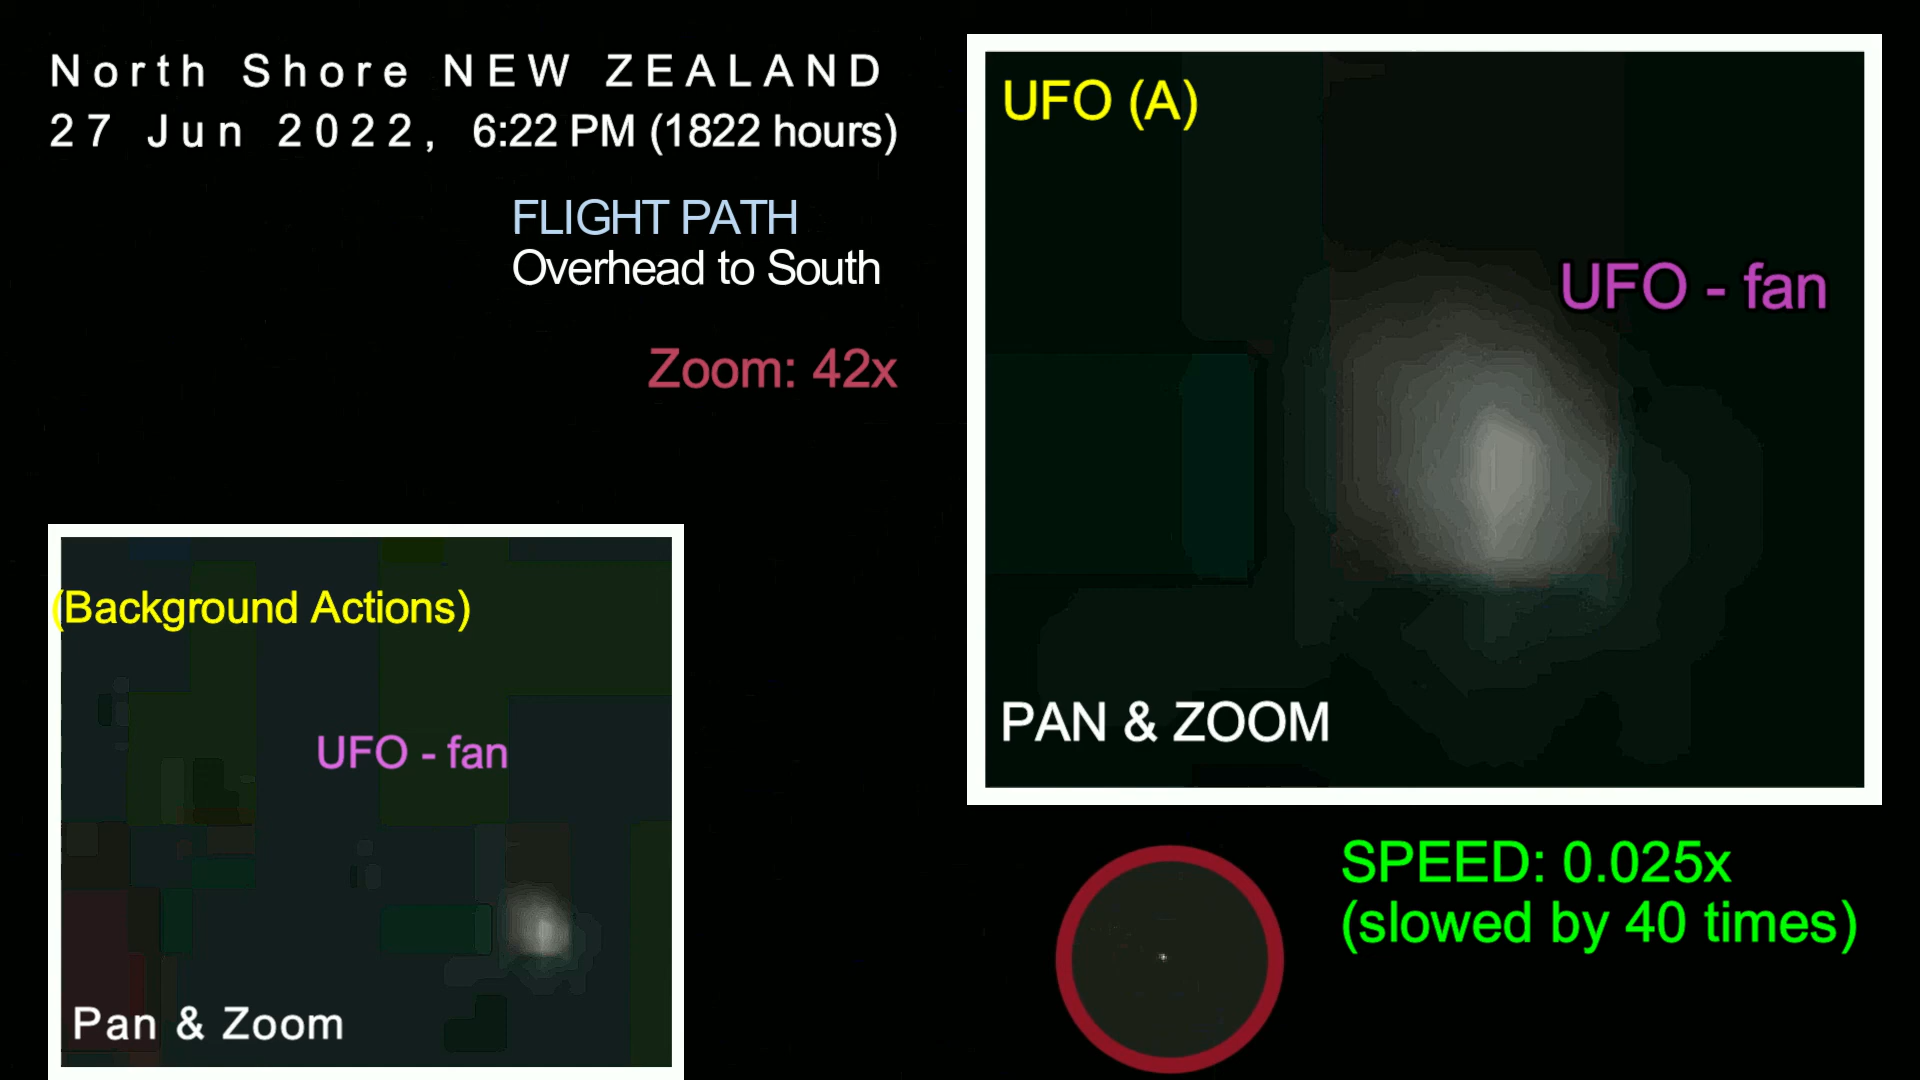 North Shore NEW ZEALAND
27 Jun 2022, 6:22 PM (1822 hours)
FLIGHT PATH
Overhead to South
Zoom: 42x
UFO (A)
UFO - fan
PAN & ZOOM
(Background Actions)
UFO - fan
Pan & Zoom
SPEED: 0.025x
(slowed by 40 times)